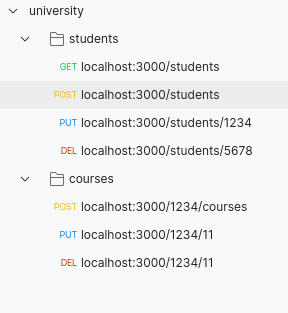 university
students
GET localhost:3000/students
POST localhost:3000/students
PUT localhost:3000/students/1234
DEL localhost:3000/students/5678
courses
POST localhost:3000/1234/courses
PUT localhost:3000/1234/11
DEL localhost:3000/1234/11